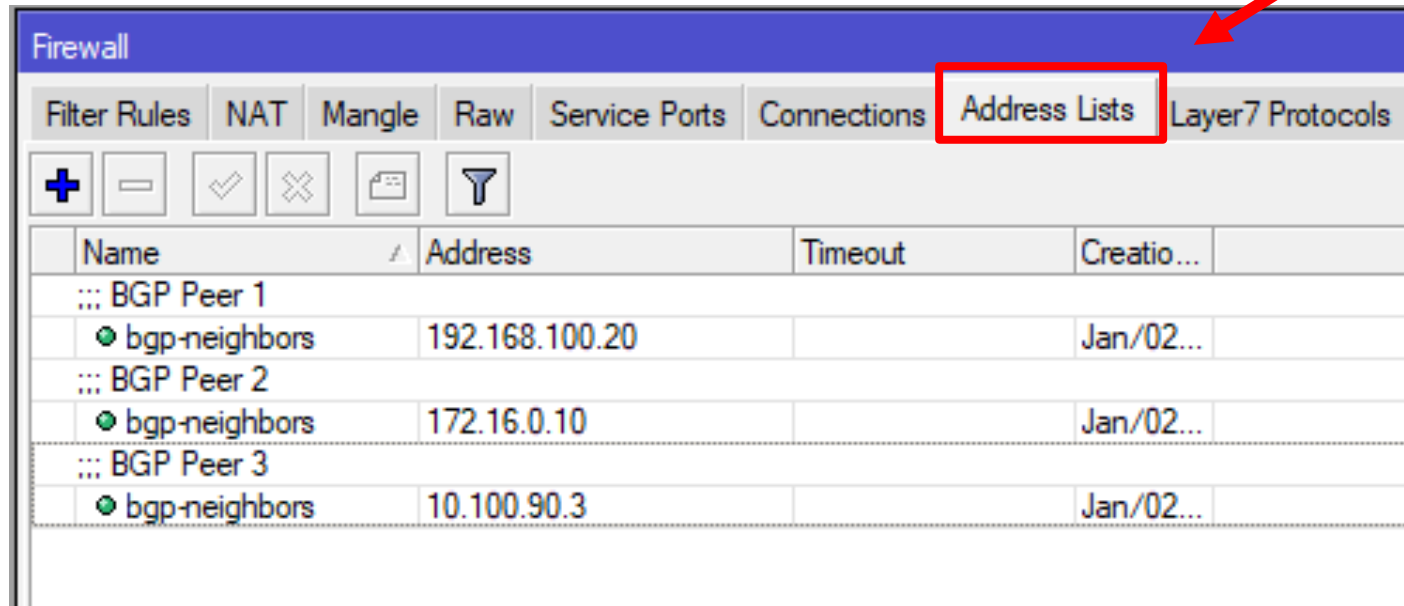 Firewall
Filter Rules NAT Mangle Raw Service Ports Connections Address Lists Layer7 Protocols
Name Address Timeout Creatio...
;;; BGP Peer 1
bgp-neighbors 192.168.100.20 Jan/02...
;;; BGP Peer 2
bgp-neighbors 172.16.0.10 Jan/02...
;;; BGP Peer 3
bgp-neighbors 10.100.90.3 Jan/02...